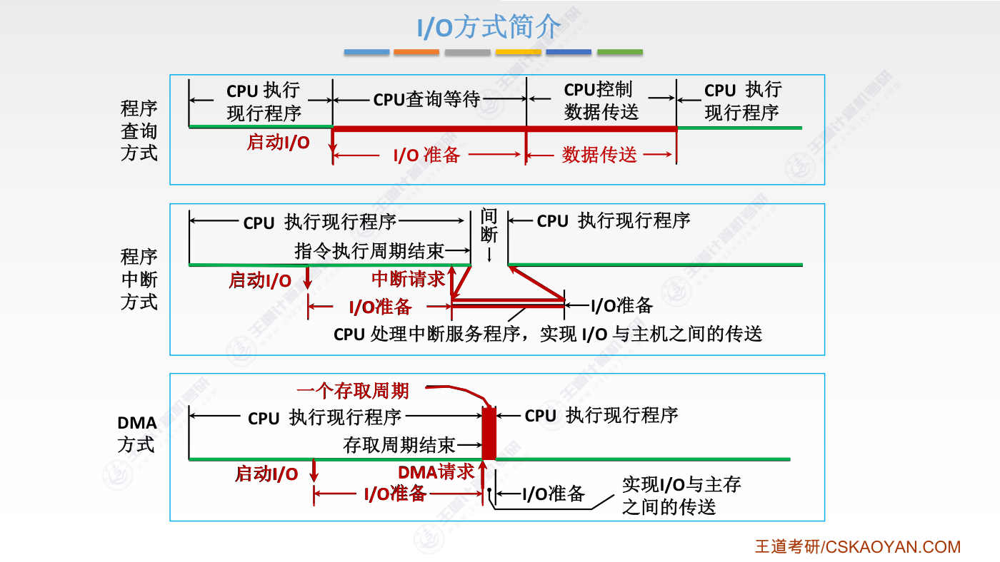 I/O方式简介
程序
查询
方式
CPU 执行
现行程序
CPU查询等待
CPU控制
数据传送
CPU 执行
现行程序
启动I/O
I/O 准备
数据传送
程序
中断
方式
CPU 执行现行程序
间
断
CPU 执行现行程序
指令执行周期结束
启动I/O
中断请求
I/O准备
I/O准备
CPU 处理中断服务程序，实现 I/O 与主机之间的传送
DMA
方式
一个存取周期
CPU 执行现行程序
CPU 执行现行程序
存取周期结束
启动I/O
DMA请求
I/O准备
I/O准备
实现I/O与主存
之间的传送
王道考研/CSKAOYAN.COM